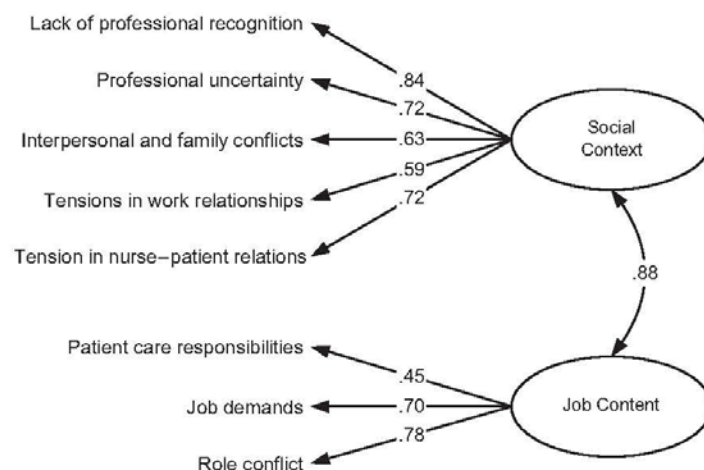 Lack of professional recognition
Professional uncertainty
Interpersonal and family conflicts
Tensions in work relationships
Tension in nurse–patient relations
.84
.72
.63
.59
.72
Social
Context
.88
Patient care responsibilities
Job demands
Role conflict
.45
.70
.78
Job Content